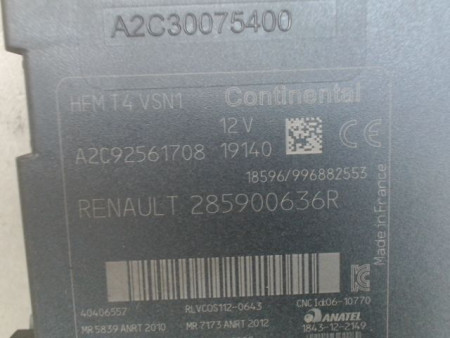 A2C30075400
HFM T4 VSN1 Continental
12 V
A2C92561708 19140 CE
18596/996882553
RENAULT 285900636R
Made in France
40406557 RLVCOS112-0643 CNC Id:06-10770
MR 5839 ANRT 2010 MR 7173 ANRT 2012 ANATEL
1843-12-2149